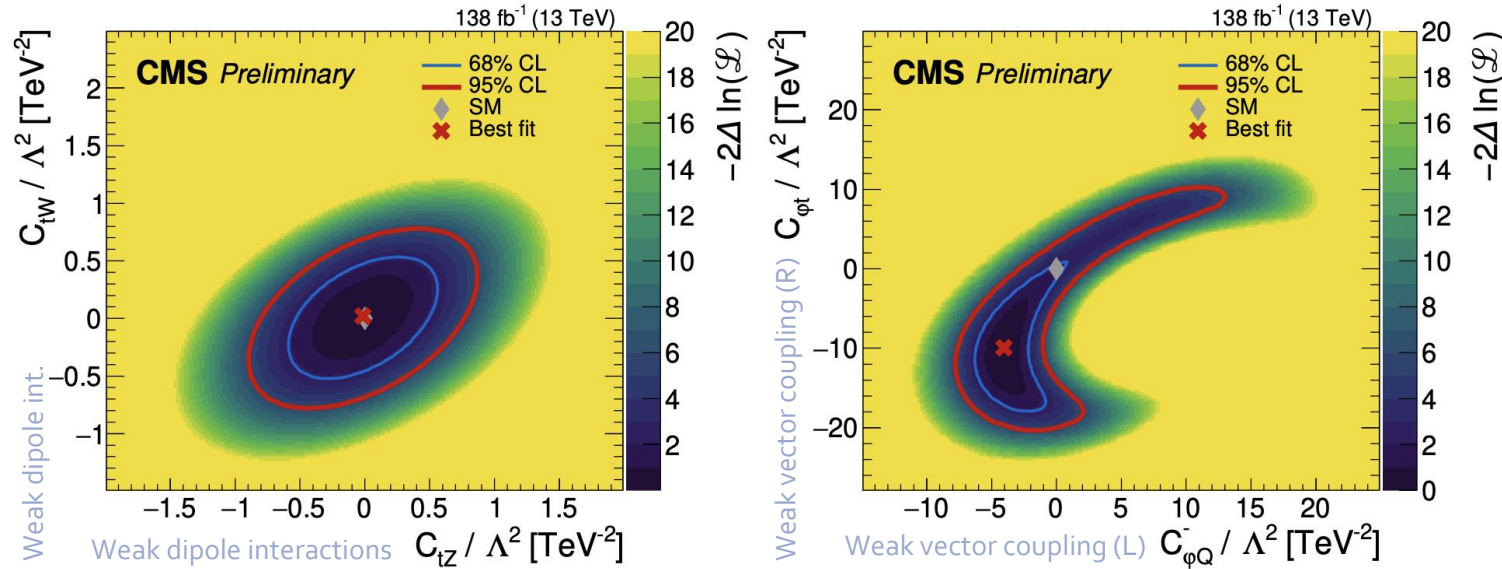 138 fb⁻¹ (13 TeV)
CMS Preliminary
68% CL
95% CL
SM
Best fit
C_tW / Λ² [TeV⁻²]
2
1.5
1
0.5
0
−0.5
−1
−1.5 −1 −0.5 0 0.5 1 1.5
Weak dipole int.
Weak dipole interactions C_tZ / Λ² [TeV⁻²]
20
18
16
14
12
10
8
6
4
2
−2Δ ln(ℒ)
138 fb⁻¹ (13 TeV)
CMS Preliminary
68% CL
95% CL
SM
Best fit
Weak vector coupling (R) C_φt / Λ² [TeV⁻²]
20
10
0
−10
−20
−10 −5 0 5 10 15 20
Weak vector coupling (L) C⁻_φQ / Λ² [TeV⁻²]
20
18
16
14
12
10
8
6
4
2
0
−2Δ ln(ℒ)